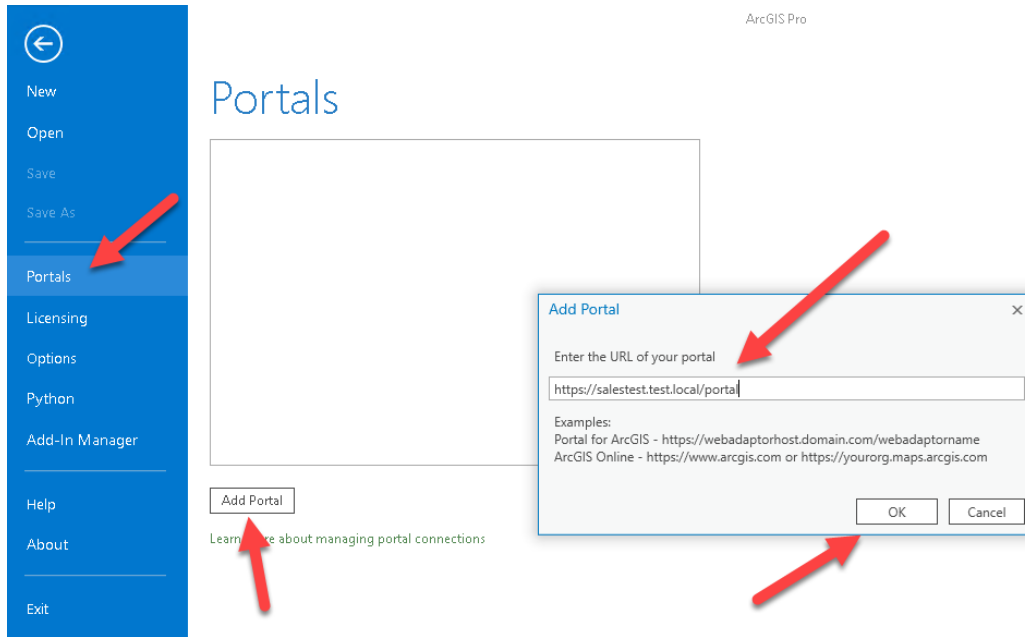 ArcGIS Pro
New
Open
Save
Save As
Portals
Licensing
Options
Python
Add-In Manager
Help
About
Exit
Portals
Add Portal
Learn about managing portal connections
Add Portal
Enter the URL of your portal
https://salestest.test.local/portal
Examples:
Portal for ArcGIS - https://webadaptorhost.domain.com/webadaptorname
ArcGIS Online - https://www.arcgis.com or https://yourorg.maps.arcgis.com
OK
Cancel